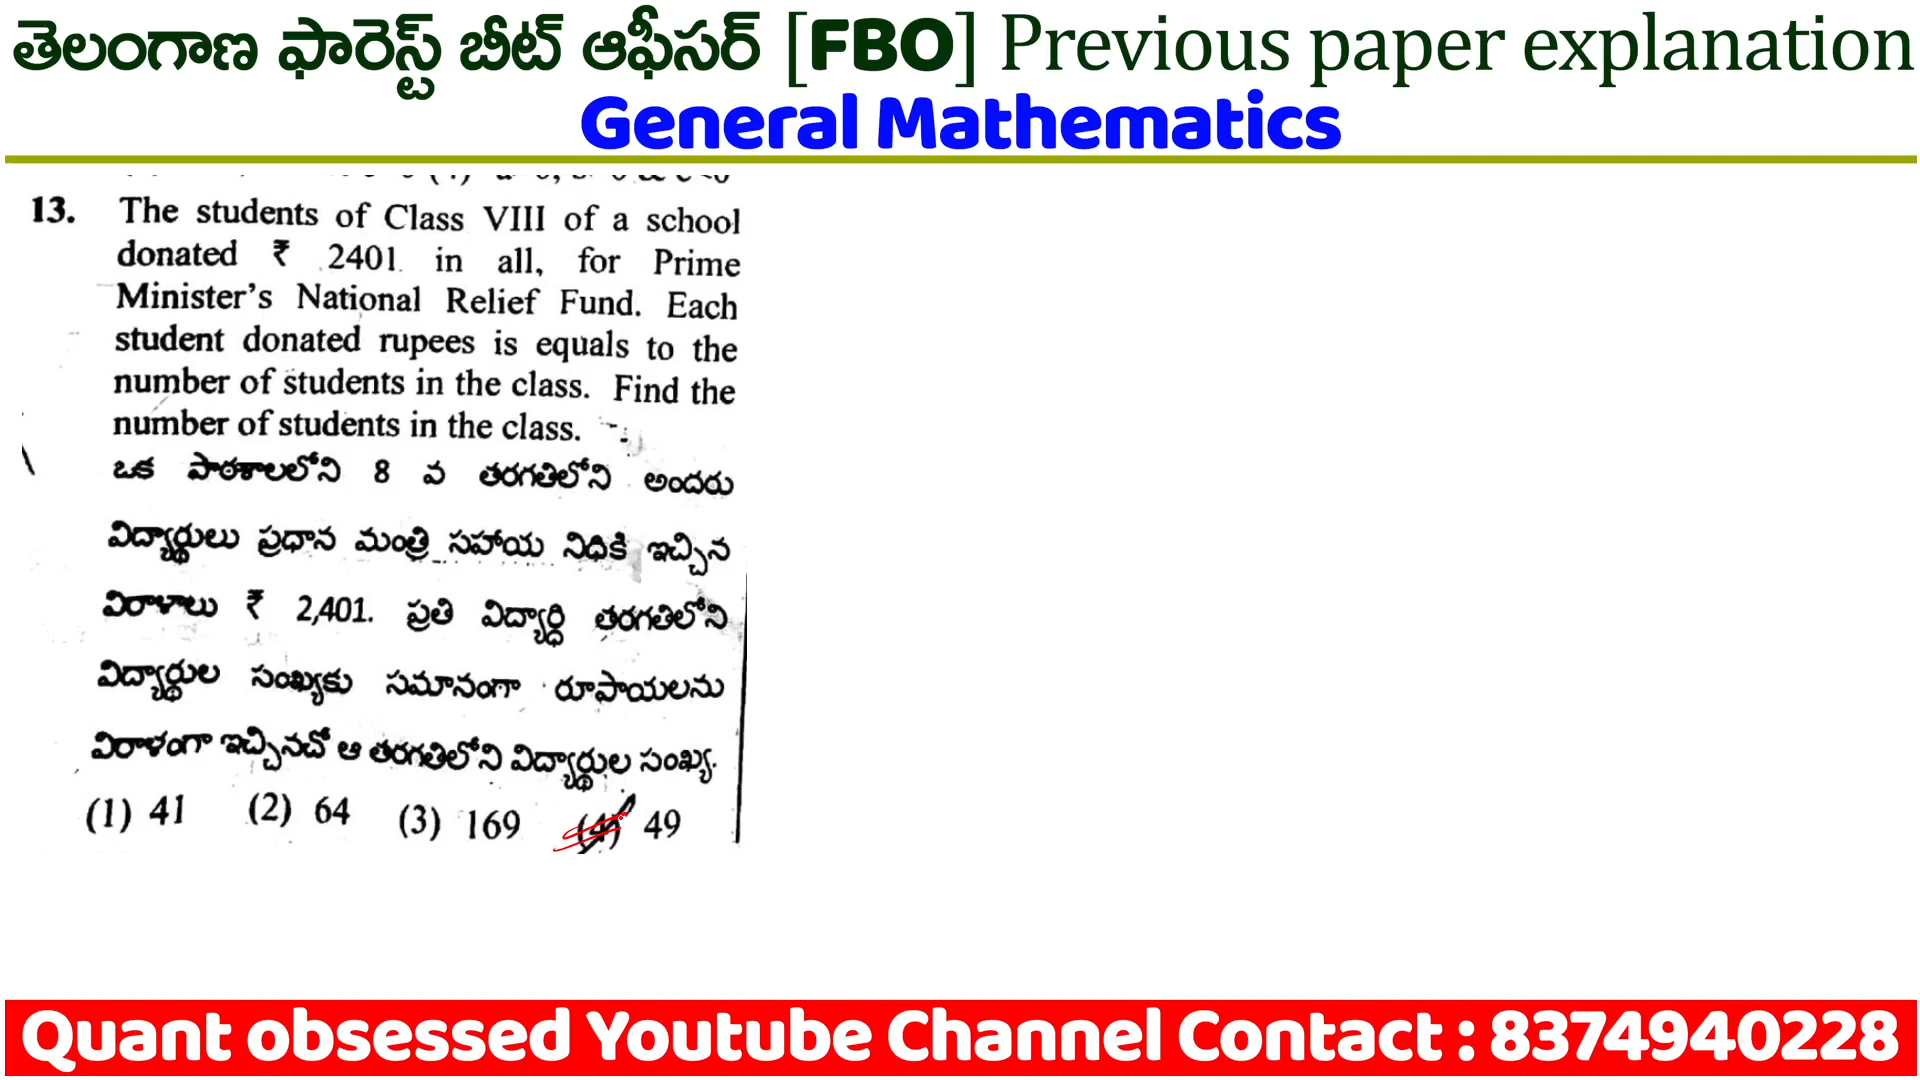 తెలంగాణ ఫారెస్ట్ బీట్ ఆఫీసర్ [FBO] Previous paper explanation
General Mathematics
13. The students of Class VIII of a school
donated ₹ 2401 in all, for Prime
Minister's National Relief Fund. Each
student donated rupees is equals to the
number of students in the class. Find the
number of students in the class.
ఒక పాఠశాలలోని 8 వ తరగతిలోని అందరు
విద్యార్థులు ప్రధాన మంత్రి సహాయ నిధికి ఇచ్చిన
విరాళాలు ₹ 2,401. ప్రతి విద్యార్ధి తరగతిలోని
విద్యార్థుల సంఖ్యకు సమానంగా రూపాయలను
విరాళంగా ఇచ్చినచో ఆ తరగతిలోని విద్యార్థుల సంఖ్య.
(1) 41 (2) 64 (3) 169 (4) 49
Quant obsessed Youtube Channel Contact : 8374940228